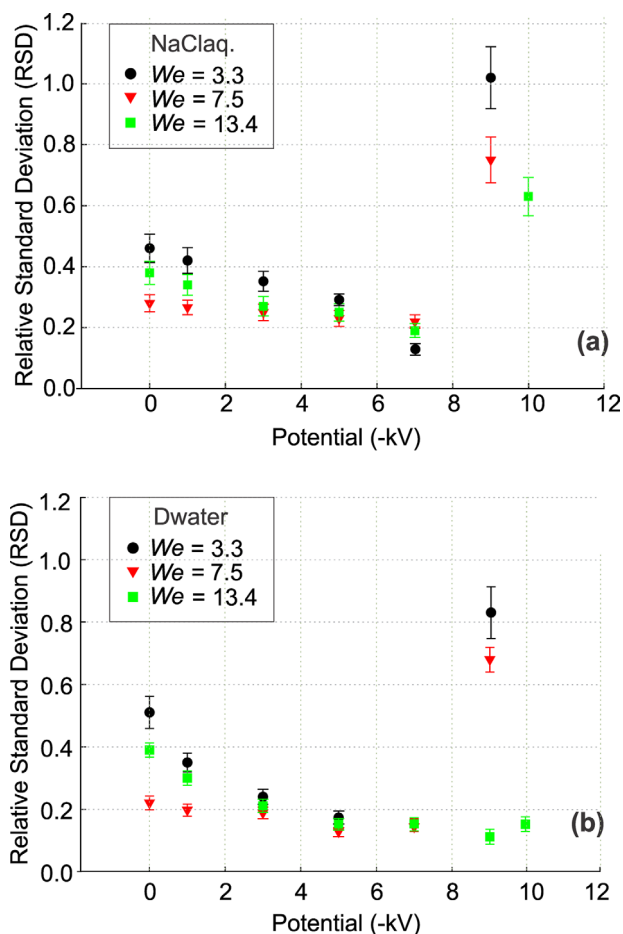 1.2
1.0
0.8
0.6
0.4
0.2
0.0
Relative Standard Deviation (RSD)
NaClaq.
We = 3.3
We = 7.5
We = 13.4
(a)
0 2 4 6 8 10 12
Potential (-kV)
1.2
1.0
0.8
0.6
0.4
0.2
0.0
Relative Standard Deviation (RSD)
Dwater
We = 3.3
We = 7.5
We = 13.4
(b)
0 2 4 6 8 10 12
Potential (-kV)